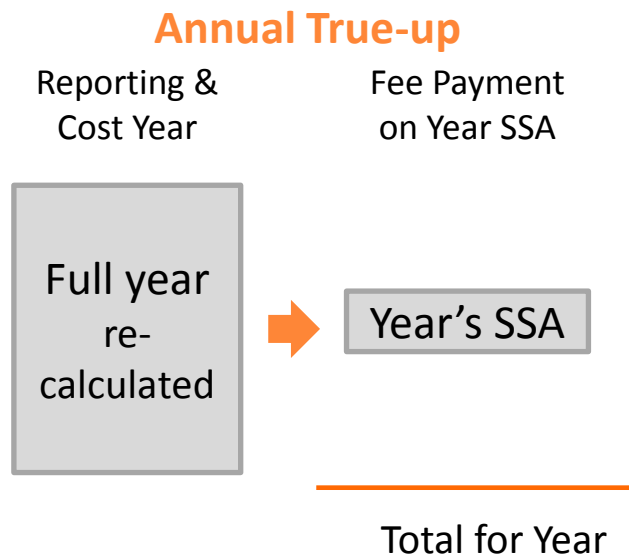 Annual True-up
Reporting &
Cost Year
Fee Payment
on Year SSA
Full year
re-
calculated
Year’s SSA
Total for Year